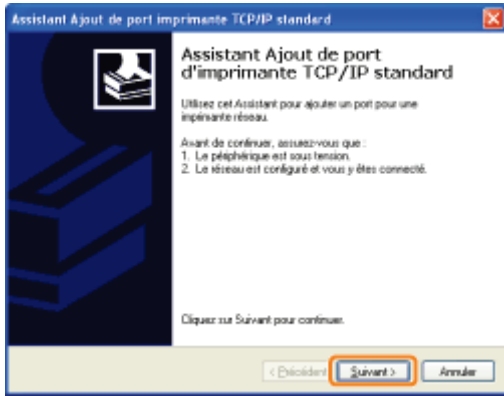 Assistant Ajout de port imprimante TCP/IP standard
Assistant Ajout de port
d'imprimante TCP/IP standard
Utilisez cet Assistant pour ajouter un port pour une
imprimante réseau.
Avant de continuer, assurez-vous que :
1. Le périphérique est sous tension.
2. Le réseau est configuré et vous y êtes connecté.
Cliquez sur Suivant pour continuer.
< Précédent
Suivant >
Annuler